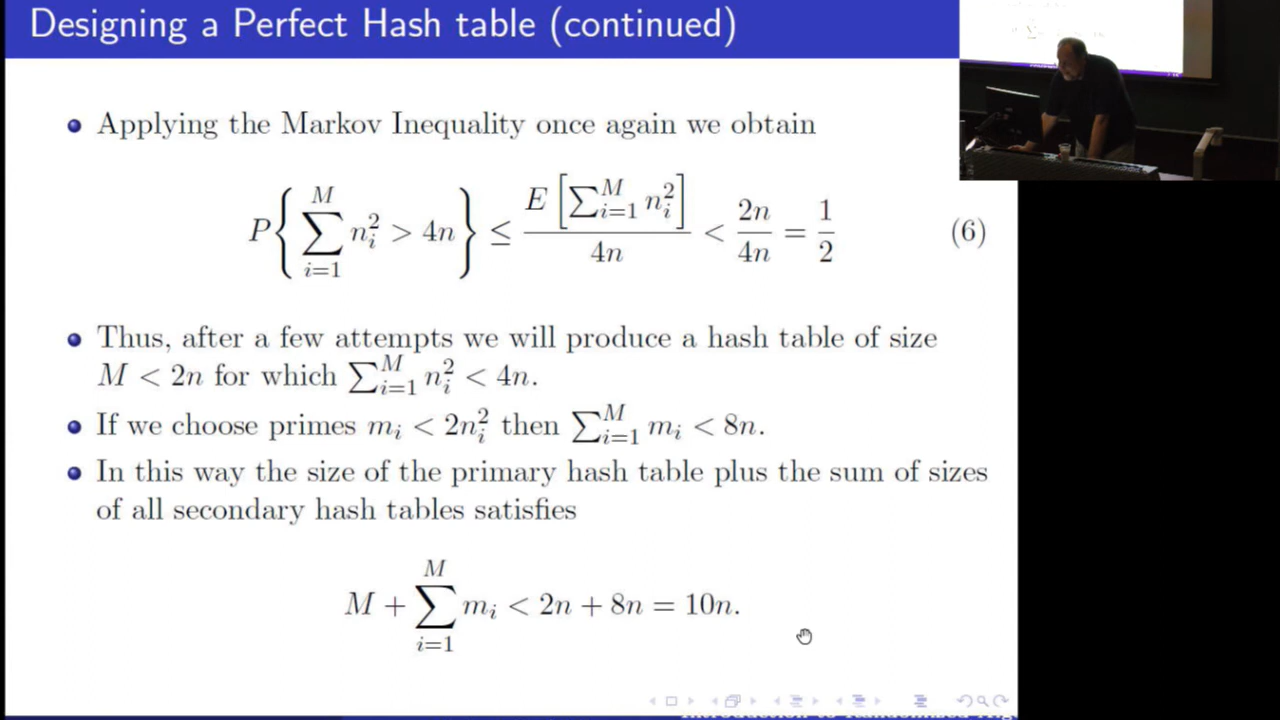 Designing a Perfect Hash table (continued)
Applying the Markov Inequality once again we obtain
P{ ∑_{i=1}^{M} n_i^2 > 4n } ≤ E[∑_{i=1}^{M} n_i^2] / 4n < 2n / 4n = 1 / 2 (6)
Thus, after a few attempts we will produce a hash table of size
M < 2n for which ∑_{i=1}^{M} n_i^2 < 4n.
If we choose primes m_i < 2n_i^2 then ∑_{i=1}^{M} m_i < 8n.
In this way the size of the primary hash table plus the sum of sizes
of all secondary hash tables satisfies
M + ∑_{i=1}^{M} m_i < 2n + 8n = 10n.